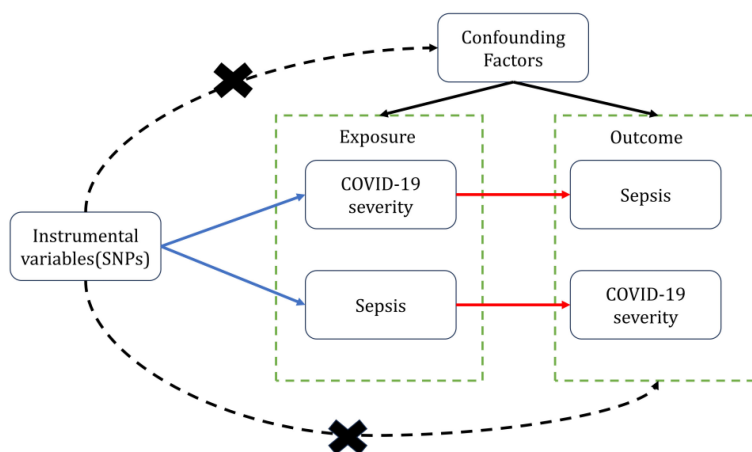 Confounding
Factors
Exposure
Outcome
COVID-19
severity
Sepsis
Instrumental
variables(SNPs)
Sepsis
COVID-19
severity